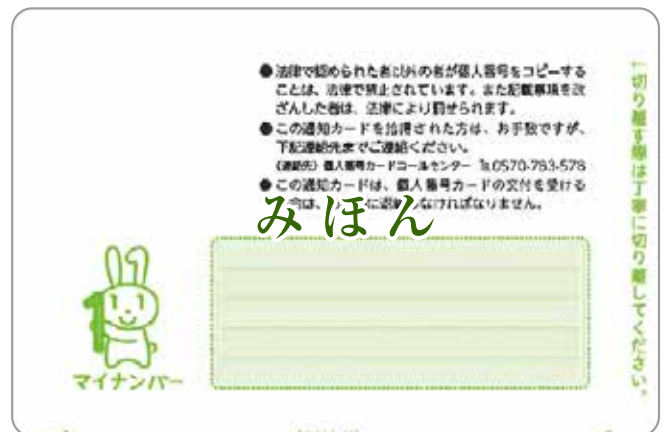 ●法律で認められた者以外の者が個人番号をコピーする
ことは、法律で禁止されています。また記載事項を改
ざんした者は、法律により罰せられます。
●この通知カードを拾得された方は、お手数ですが、
下記連絡先までご連絡ください。
(連絡先) 個人番号カードコールセンター ℡0570-783-578
●この通知カードは、個人番号カードの交付を受ける
合は、 に返納しなければなりません。
みほん
マイナンバー
←切り離す際は丁寧に切り離してください。